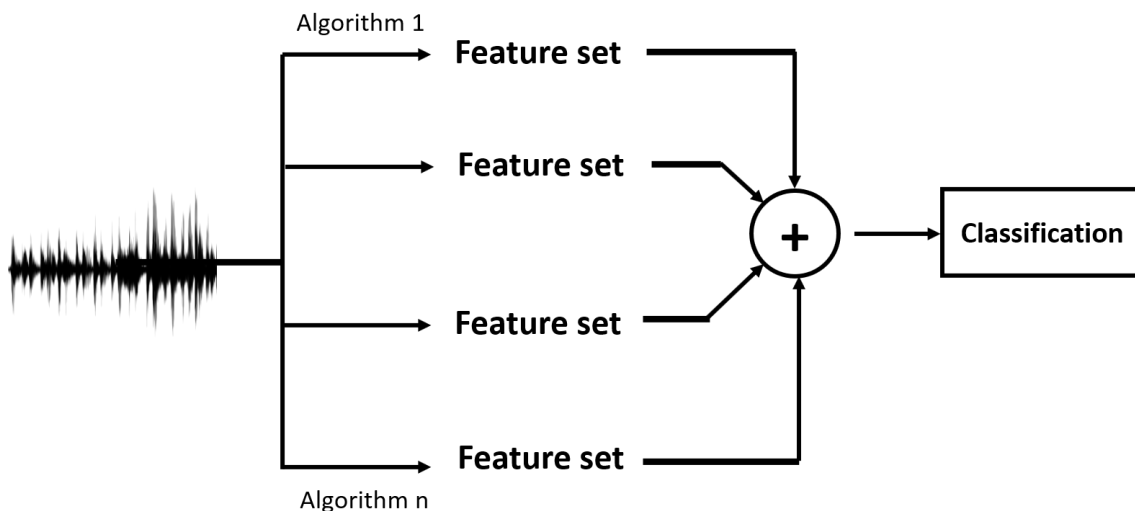 Algorithm 1
Feature set
Feature set
+
Classification
Feature set
Feature set
Algorithm n